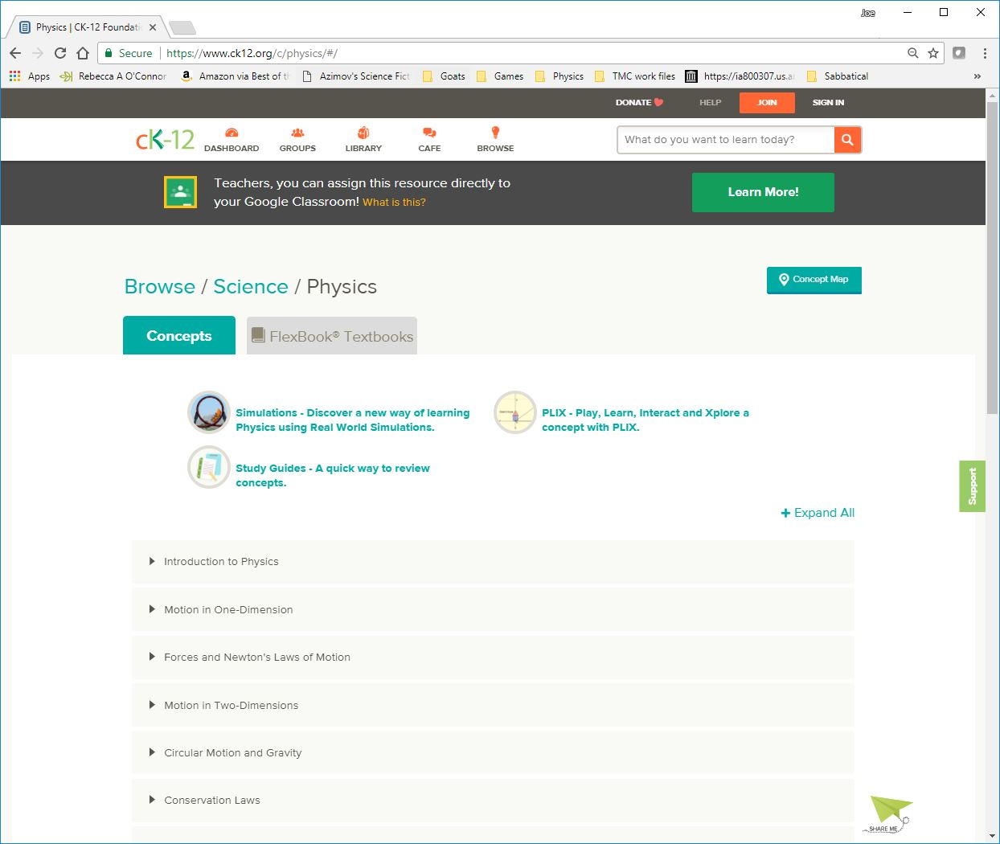 Joe
Physics | CK-12 Foundati
Secure https://www.ck12.org/c/physics/#/
Apps Rebecca A O'Connor Amazon via Best of th Azimov's Science Fict Goats Games Physics TMC work files https://ia800307.us.ar Sabbatical »
DONATE HELP JOIN SIGN IN
cK-12 DASHBOARD GROUPS LIBRARY CAFE BROWSE What do you want to learn today?
Teachers, you can assign this resource directly to
your Google Classroom! What is this?
Learn More!
Browse / Science / Physics
Concept Map
Concepts FlexBook® Textbooks
Simulations - Discover a new way of learning
Physics using Real World Simulations.
PLIX - Play, Learn, Interact and Xplore a
concept with PLIX.
Study Guides - A quick way to review
concepts.
Support
+ Expand All
Introduction to Physics
Motion in One-Dimension
Forces and Newton's Laws of Motion
Motion in Two-Dimensions
Circular Motion and Gravity
Conservation Laws
SHARE ME